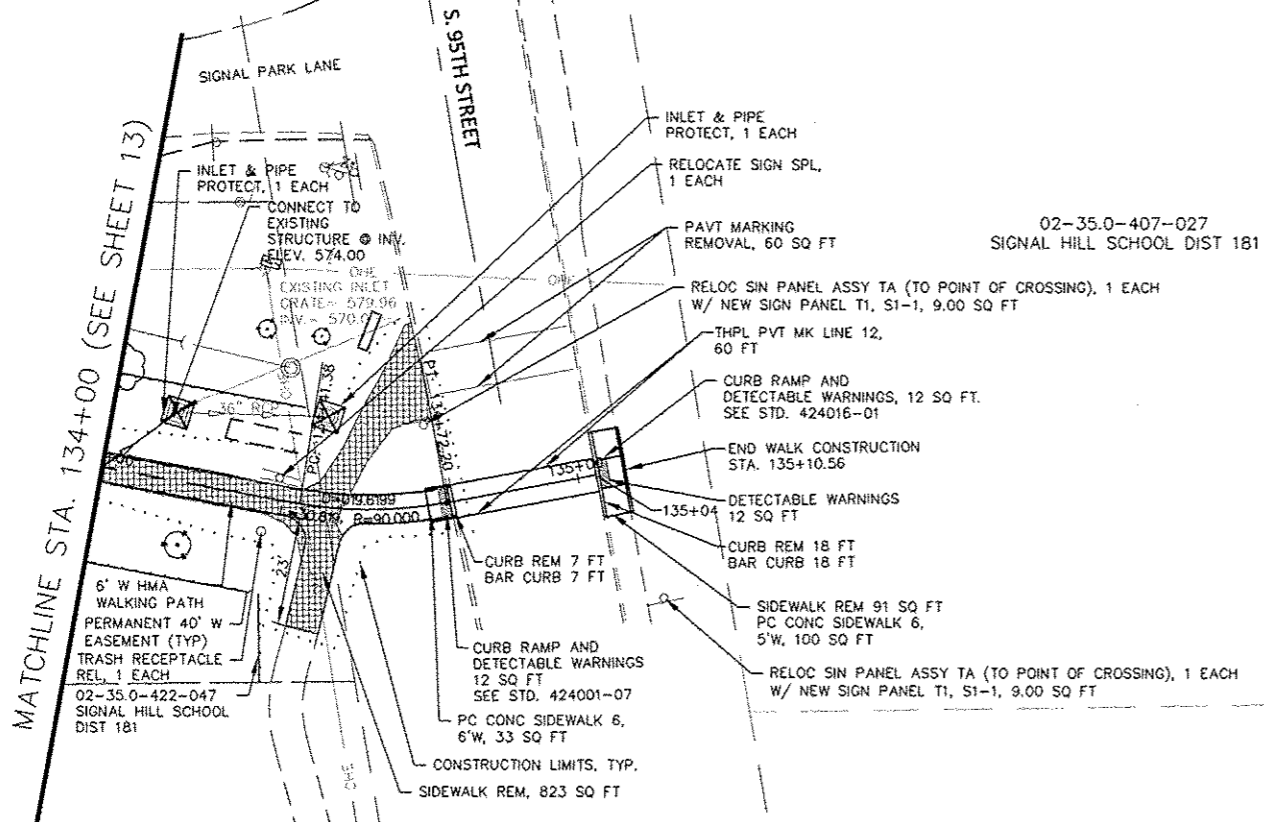 SIGNAL PARK LANE
S. 95TH STREET
MATCHLINE STA. 134+00 (SEE SHEET 13)
INLET & PIPE
PROTECT, 1 EACH
CONNECT TO
EXISTING
STRUCTURE @ INV.
ELEV. 574.00
OHE
EXISTING INLET
GRATE= 579.96
INV.= 570.
36" RCP
INLET & PIPE
PROTECT, 1 EACH
RELOCATE SIGN SPL,
1 EACH
PAVT MARKING
REMOVAL, 60 SQ FT
02-35.0-407-027
SIGNAL HILL SCHOOL DIST 181
RELOC SIN PANEL ASSY TA (TO POINT OF CROSSING), 1 EACH
W/ NEW SIGN PANEL T1, S1-1, 9.00 SQ FT
THPL PVT MK LINE 12,
60 FT
CURB RAMP AND
DETECTABLE WARNINGS, 12 SQ FT.
SEE STD. 424016-01
END WALK CONSTRUCTION
STA. 135+10.56
135+00
DETECTABLE WARNINGS
12 SQ FT
135+04
CURB REM 18 FT
BAR CURB 18 FT
R=90.000
23'
CURB REM 7 FT
BAR CURB 7 FT
SIDEWALK REM 91 SQ FT
PC CONC SIDEWALK 6,
5'W, 100 SQ FT
RELOC SIN PANEL ASSY TA (TO POINT OF CROSSING), 1 EACH
W/ NEW SIGN PANEL T1, S1-1, 9.00 SQ FT
6' W HMA
WALKING PATH
PERMANENT 40' W
EASEMENT (TYP)
TRASH RECEPTACLE
REL, 1 EACH
02-35.0-422-047
SIGNAL HILL SCHOOL
DIST 181
CURB RAMP AND
DETECTABLE WARNINGS
12 SQ FT
SEE STD. 424001-07
PC CONC SIDEWALK 6,
6'W, 33 SQ FT
CONSTRUCTION LIMITS, TYP.
SIDEWALK REM, 823 SQ FT
OHE